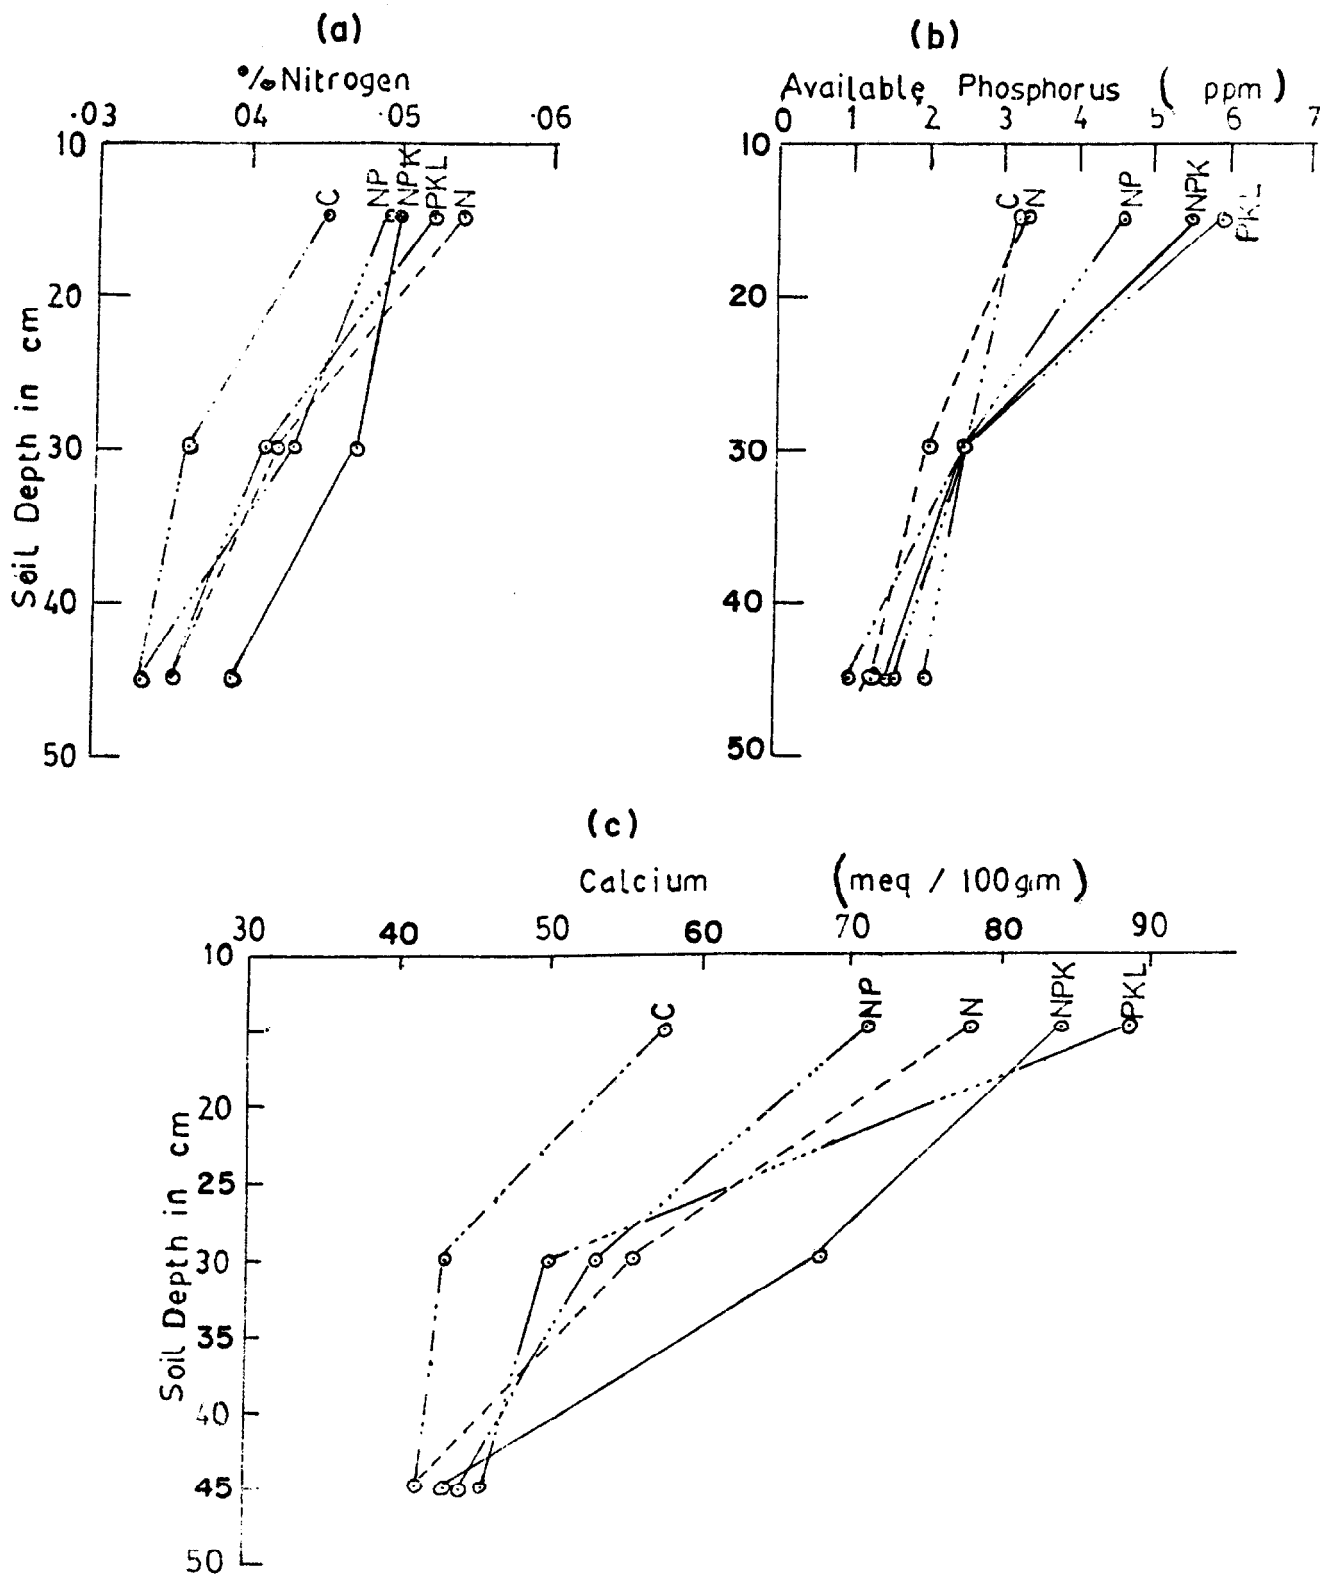 (a)
% Nitrogen
.03 .04 .05 .06
10
C NP NPK PKL N
20
30
40
50
Soil Depth in cm
(b)
Available Phosphorus ( ppm )
0 1 2 3 4 5 6 7
10
C N NP NPK PKL
20
30
40
50
(c)
Calcium (meq / 100gm)
30 40 50 60 70 80 90
10
C NP N NPK PKL
20
25
30
35
40
45
50
Soil Depth in cm